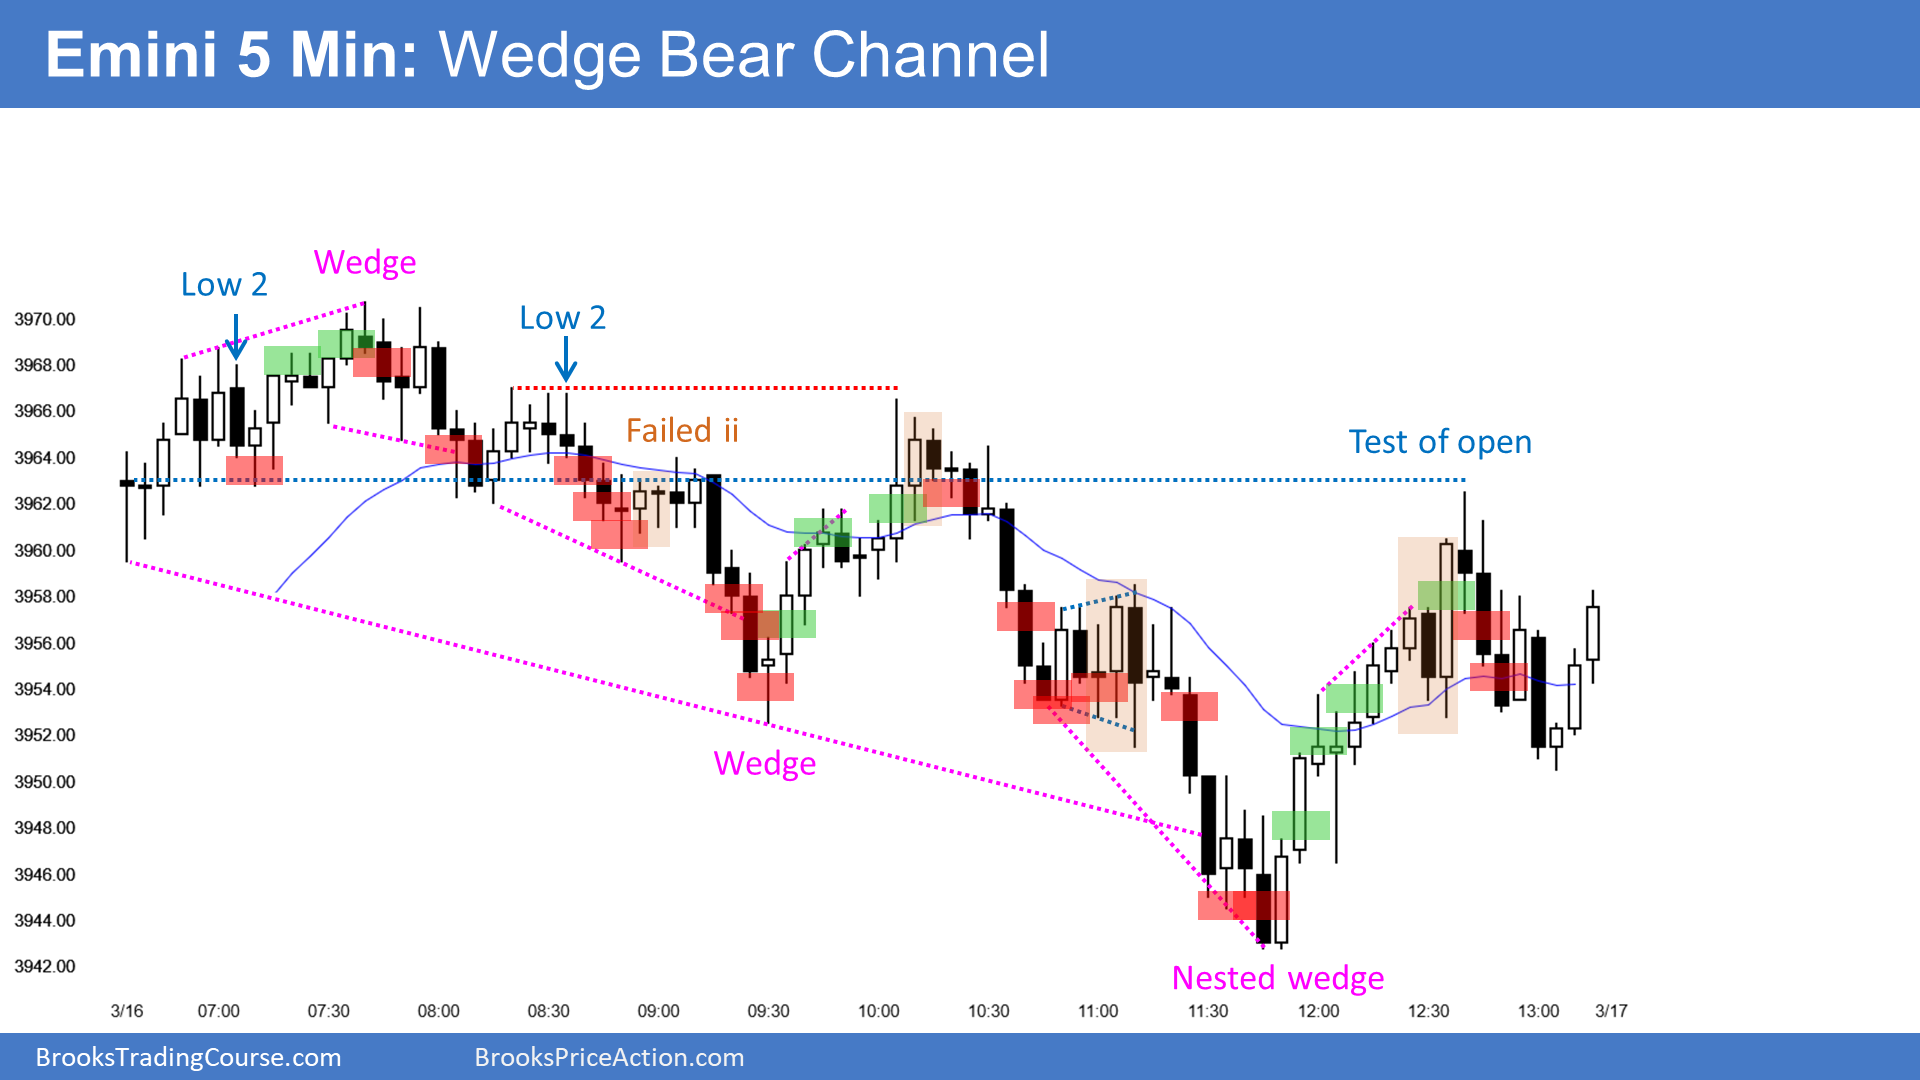 Emini 5 Min: Wedge Bear Channel
Wedge
Low 2
Low 2
Failed ii
Test of open
Wedge
Nested wedge
3970.00
3968.00
3966.00
3964.00
3962.00
3960.00
3958.00
3956.00
3954.00
3952.00
3950.00
3948.00
3946.00
3944.00
3942.00
3/16 07:00 07:30 08:00 08:30 09:00 09:30 10:00 10:30 11:00 11:30 12:00 12:30 13:00 3/17
BrooksTradingCourse.com BrooksPriceAction.com